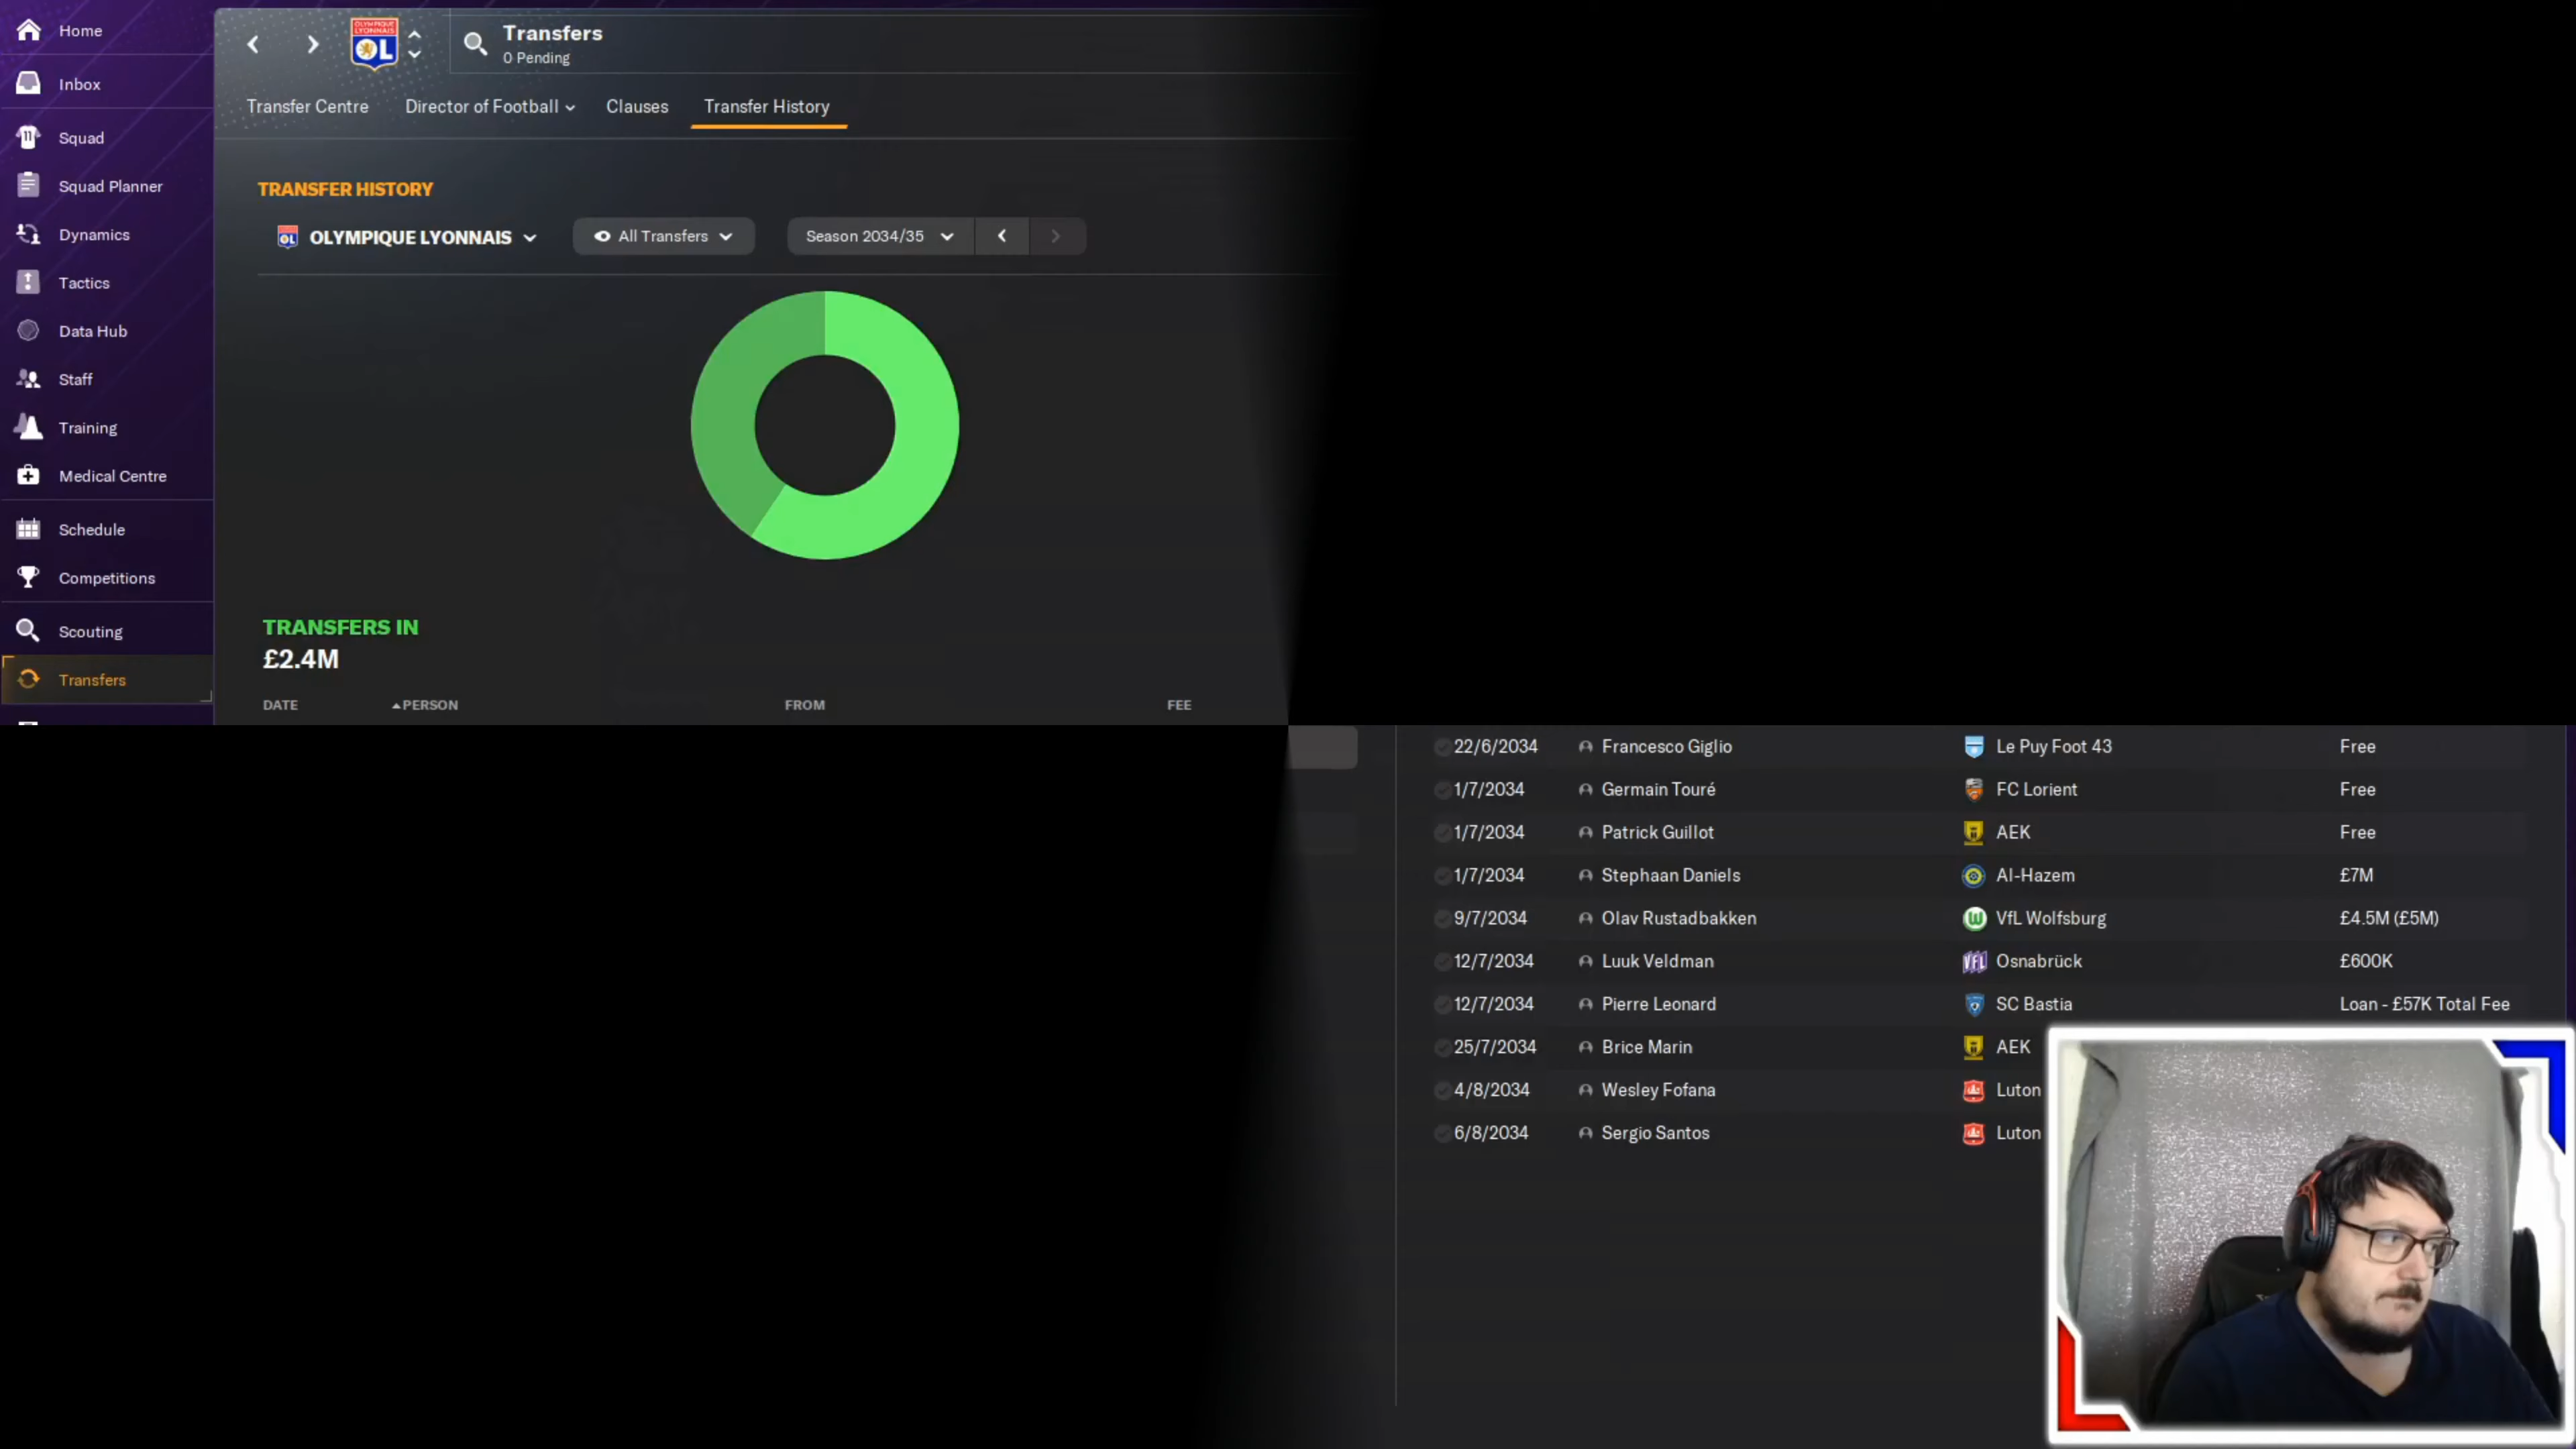 Home
Inbox
Squad
Squad Planner
Dynamics
Tactics
Data Hub
Staff
Training
Medical Centre
Schedule
Competitions
Scouting
Transfers
OLYMPIQUE
LYONNAIS
OL
Transfers
0 Pending
Transfer Centre Director of Football Clauses Transfer History
TRANSFER HISTORY
OL OLYMPIQUE LYONNAIS All Transfers Season 2034/35
TRANSFERS IN
£2.4M
DATE PERSON FROM FEE
22/6/2034 Francesco Giglio Le Puy Foot 43 Free
1/7/2034 Germain Touré FC Lorient Free
1/7/2034 Patrick Guillot AEK Free
1/7/2034 Stephaan Daniels Al-Hazem £7M
9/7/2034 Olav Rustadbakken VfL Wolfsburg £4.5M (£5M)
12/7/2034 Luuk Veldman VFL Osnabrück £600K
12/7/2034 Pierre Leonard SC Bastia Loan - £57K Total Fee
25/7/2034 Brice Marin AEK
4/8/2034 Wesley Fofana Luton
6/8/2034 Sergio Santos Luton